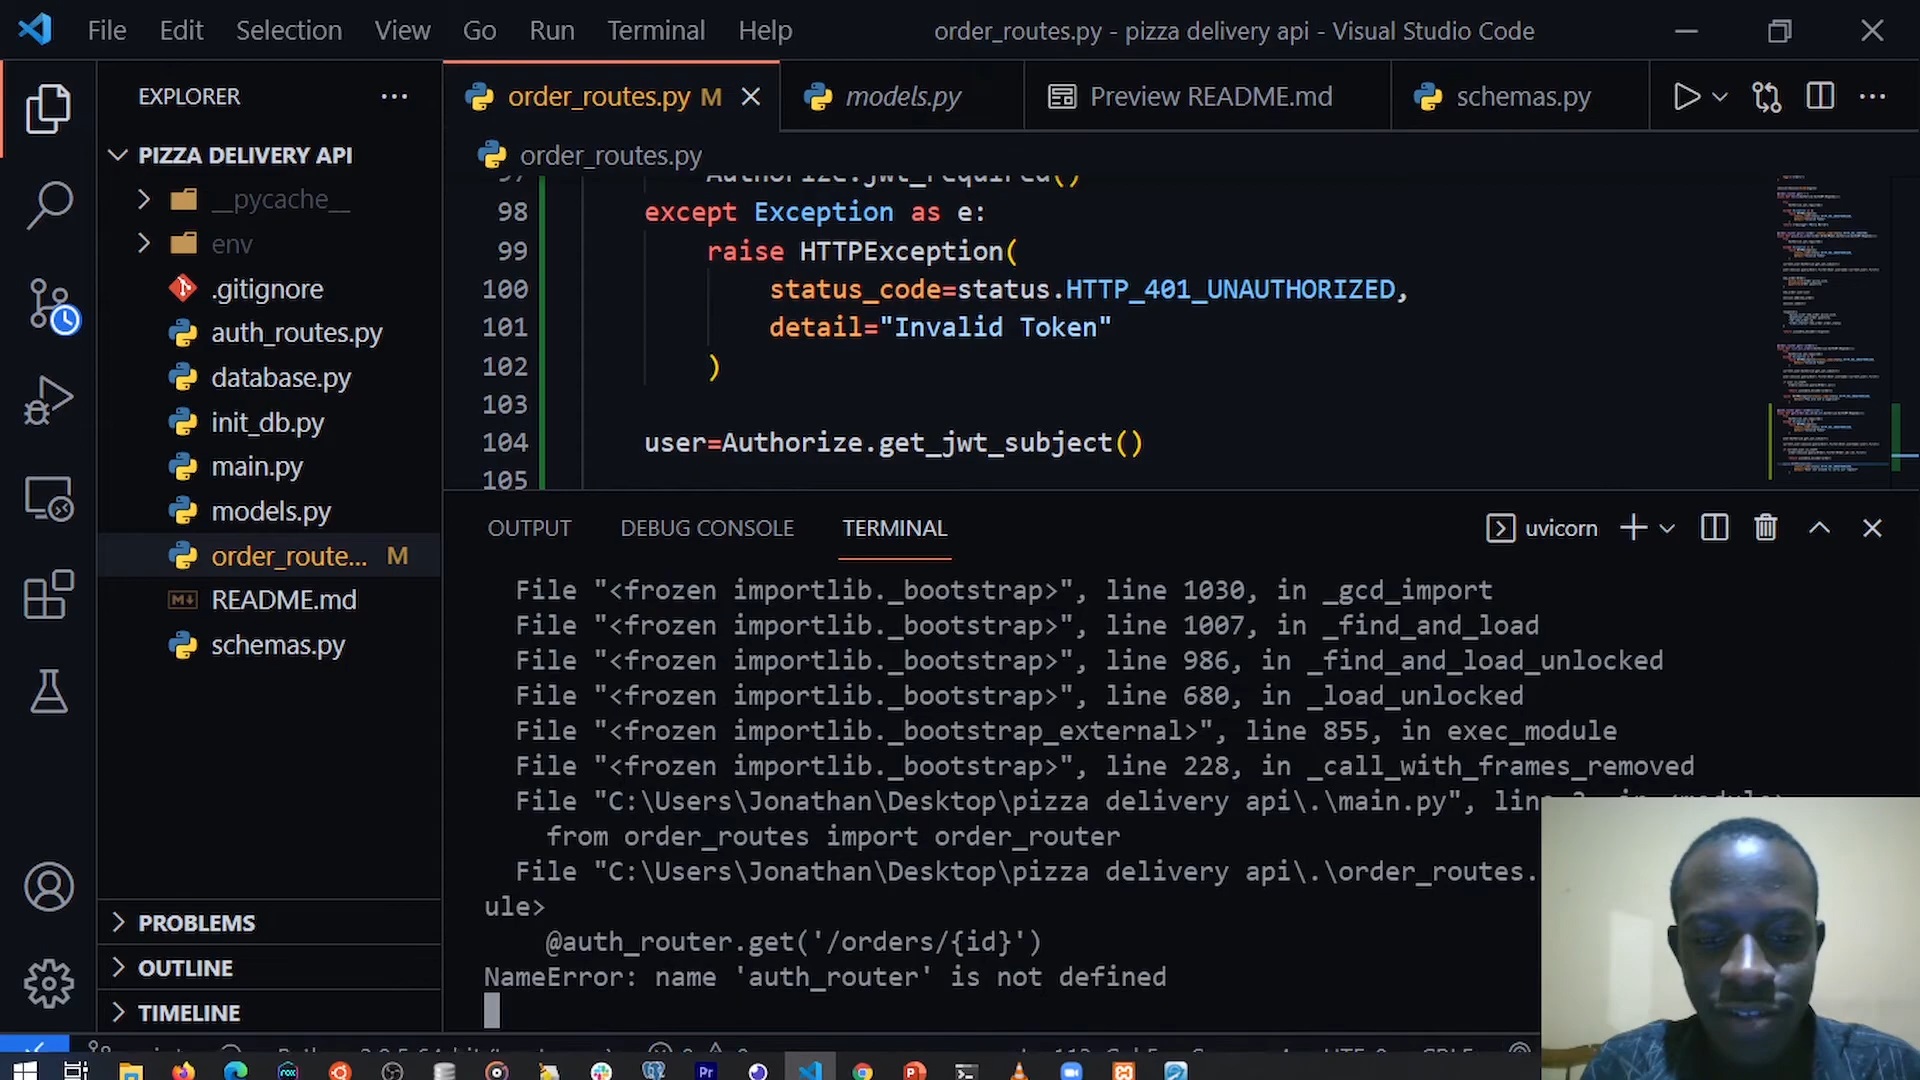 File Edit Selection View Go Run Terminal Help
order_routes.py - pizza delivery api - Visual Studio Code
EXPLORER
order_routes.py M
models.py
Preview README.md
schemas.py
PIZZA DELIVERY API
__pycache__
env
.gitignore
auth_routes.py
database.py
init_db.py
main.py
models.py
order_route... M
README.md
schemas.py
PROBLEMS
OUTLINE
TIMELINE
order_routes.py
97 Authorize.jwt_required()
98 except Exception as e:
99 raise HTTPException(
100 status_code=status.HTTP_401_UNAUTHORIZED,
101 detail="Invalid Token"
102 )
103
104 user=Authorize.get_jwt_subject()
105
OUTPUT DEBUG CONSOLE TERMINAL
uvicorn
File "<frozen importlib._bootstrap>", line 1030, in _gcd_import
File "<frozen importlib._bootstrap>", line 1007, in _find_and_load
File "<frozen importlib._bootstrap>", line 986, in _find_and_load_unlocked
File "<frozen importlib._bootstrap>", line 680, in _load_unlocked
File "<frozen importlib._bootstrap_external>", line 855, in exec_module
File "<frozen importlib._bootstrap>", line 228, in _call_with_frames_removed
File "C:\Users\Jonathan\Desktop\pizza delivery api\.\main.py",
from order_routes import order_router
File "C:\Users\Jonathan\Desktop\pizza delivery api\.\order_routes.
ule>
@auth_router.get('/orders/{id}')
NameError: name 'auth_router' is not defined